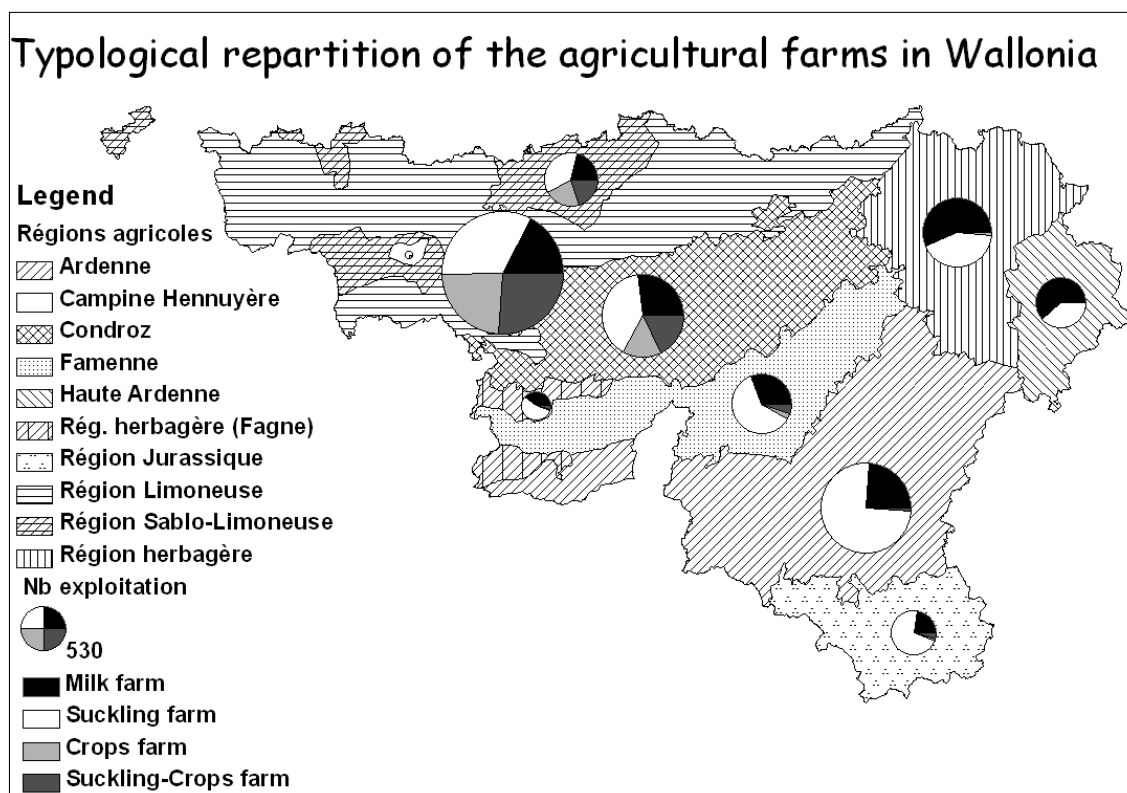 Typological repartition of the agricultural farms in Wallonia
Legend
Régions agricoles
Ardenne
Campine Hennuyère
Condroz
Famenne
Haute Ardenne
Rég. herbagère (Fagne)
Région Jurassique
Région Limoneuse
Région Sablo-Limoneuse
Région herbagère
Nb exploitation
530
Milk farm
Suckling farm
Crops farm
Suckling-Crops farm